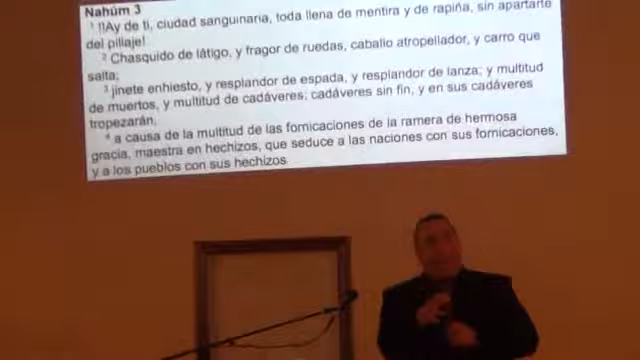 Nahúm 3
¹ !!Ay de ti, ciudad sanguinaria, toda llena de mentira y de rapiña, sin apartarte
del pillaje!
² Chasquido de látigo, y fragor de ruedas, caballo atropellador, y carro que
salta;
³ jinete enhiesto, y resplandor de espada, y resplandor de lanza; y multitud
de muertos, y multitud de cadáveres; cadáveres sin fin, y en sus cadáveres
tropezarán,
⁴ a causa de la multitud de las fornicaciones de la ramera de hermosa
gracia, maestra en hechizos, que seduce a las naciones con sus fornicaciones,
y a los pueblos con sus hechizos